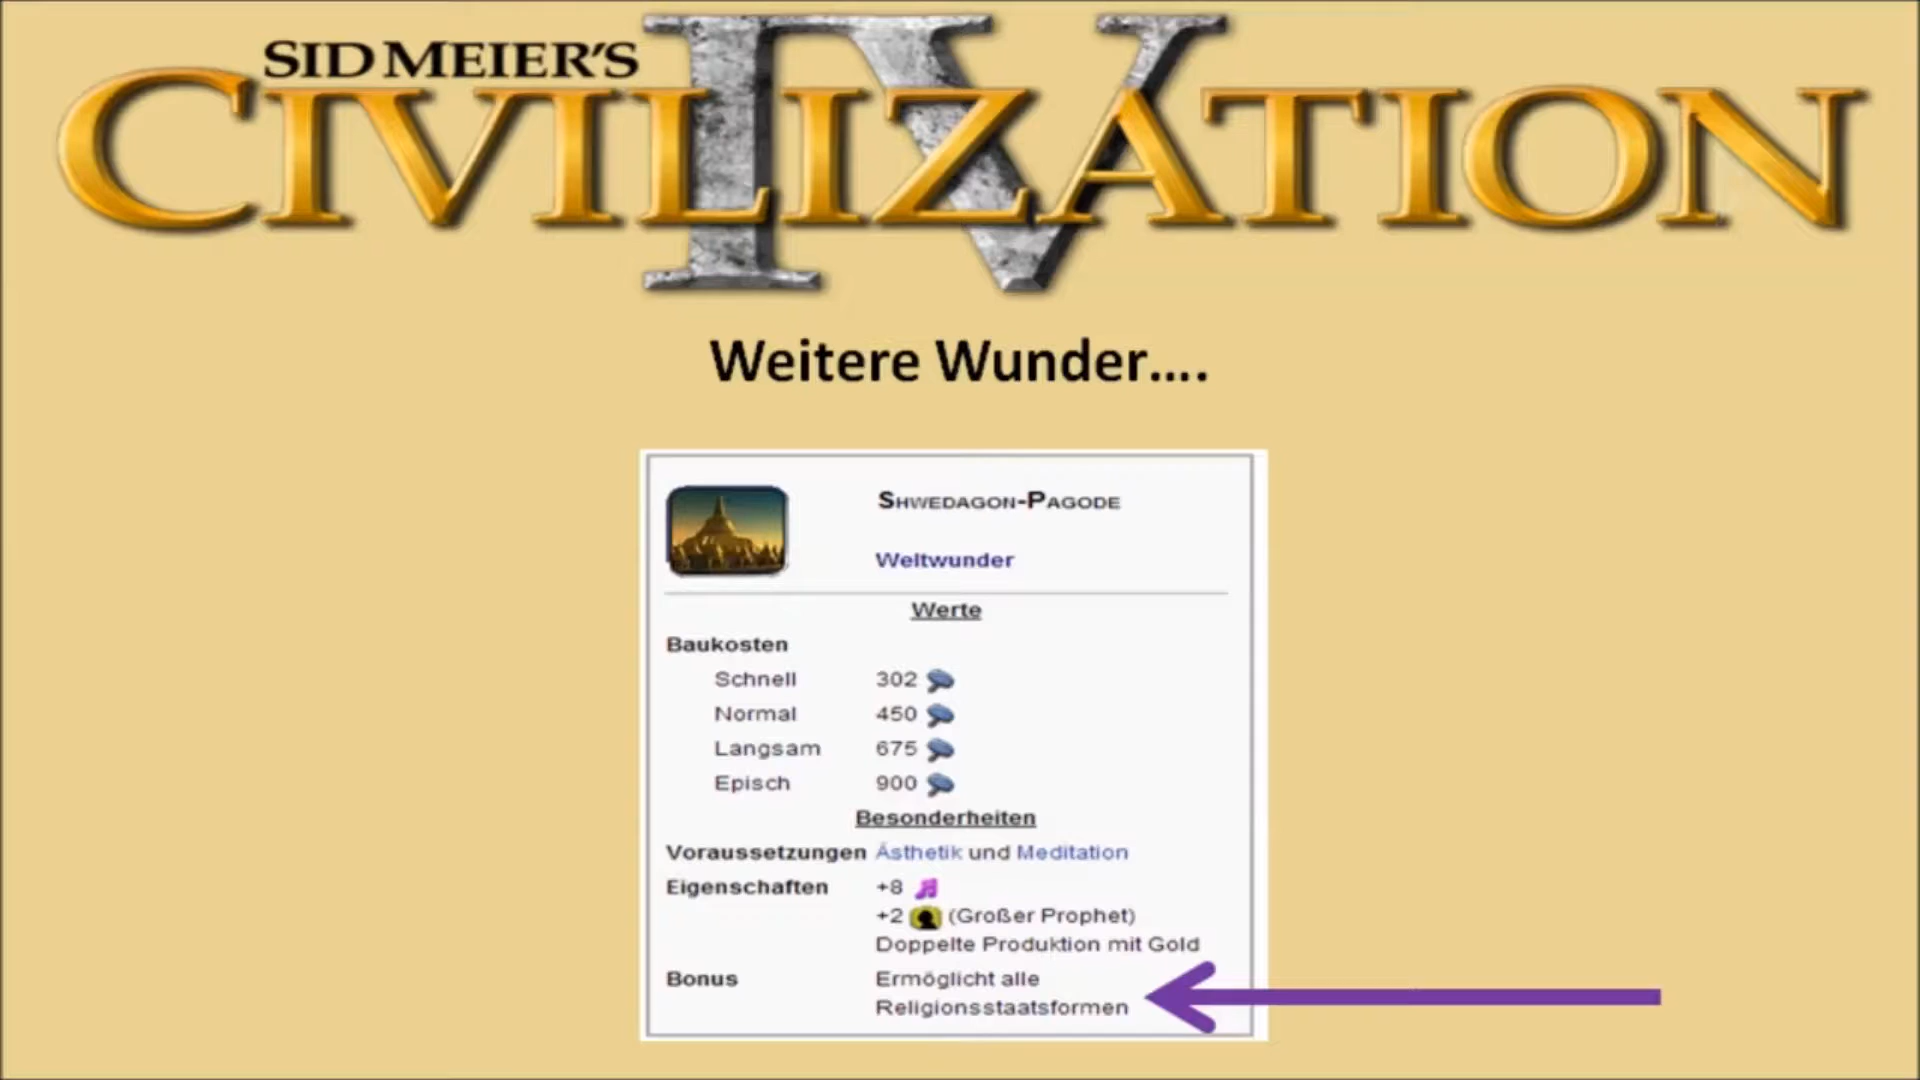 SID MEIER'S
CIVILIZATION
IV
Weitere Wunder....
Shwedagon-Pagode
Weltwunder
Werte
Baukosten
Schnell 302
Normal 450
Langsam 675
Episch 900
Besonderheiten
Voraussetzungen Ästhetik und Meditation
Eigenschaften +8
+2 (Großer Prophet)
Doppelte Produktion mit Gold
Bonus Ermöglicht alle
Religionsstaatsformen